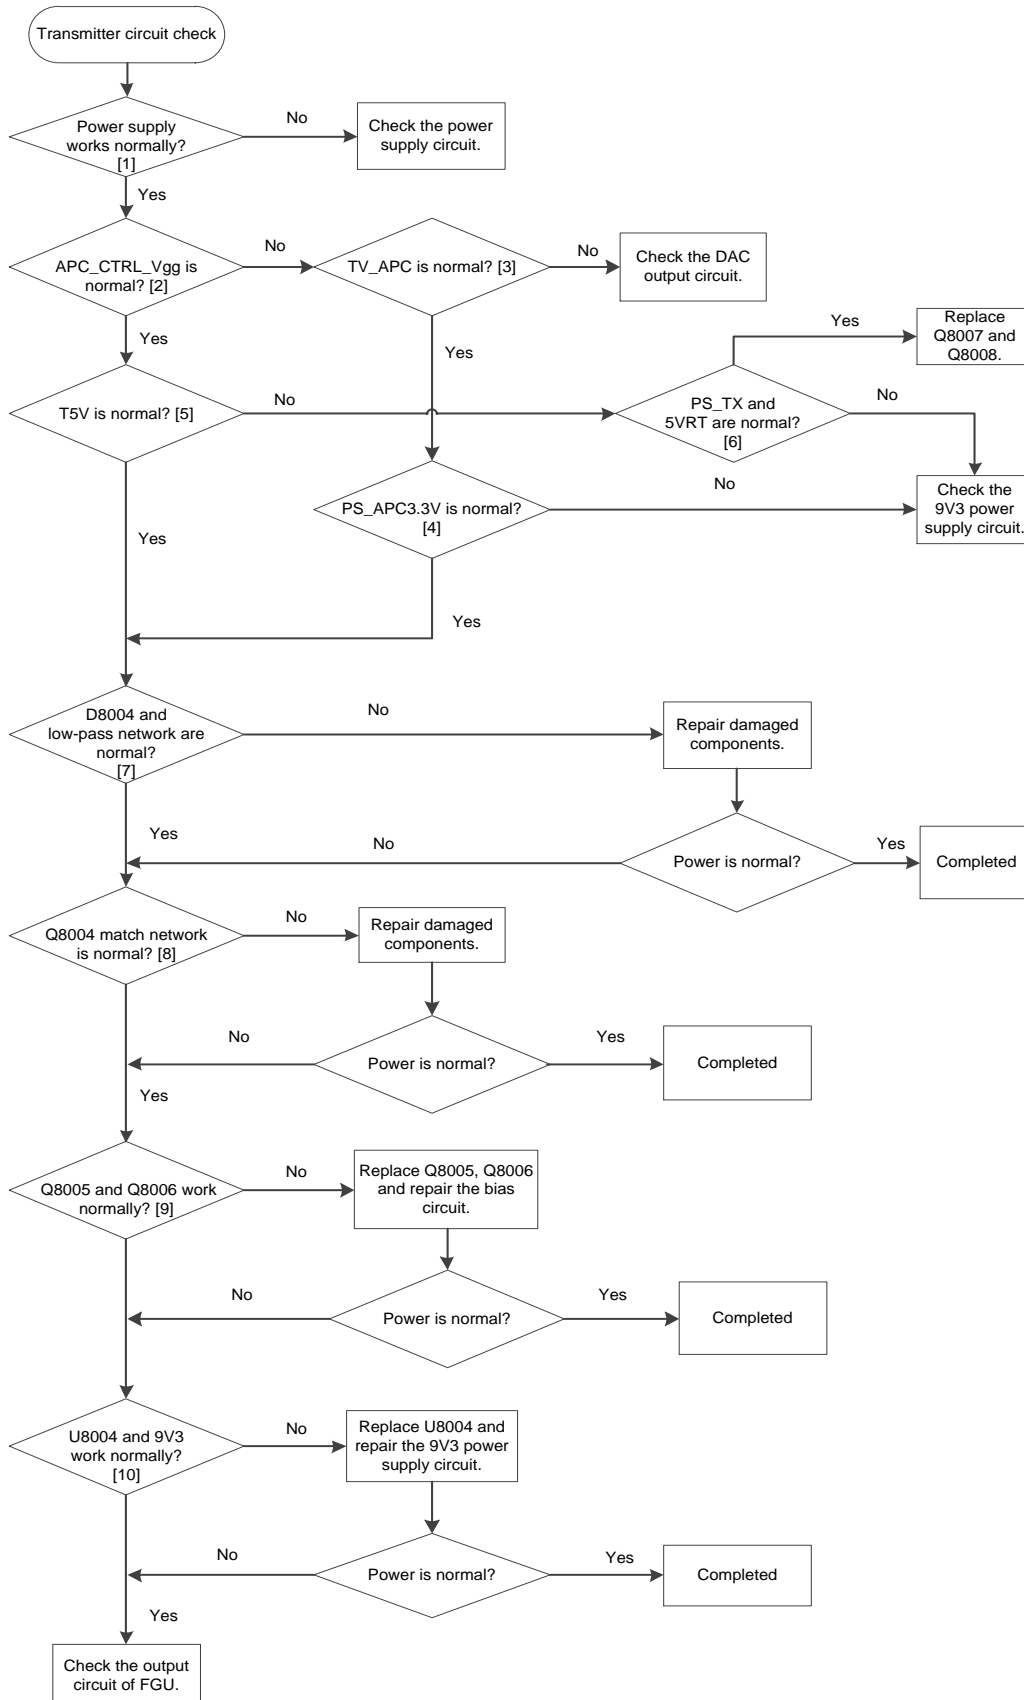 Transmitter circuit check
Power supply
works normally?
[1]
No
Check the power
supply circuit.
Yes
APC_CTRL_Vgg is
normal? [2]
No
TV_APC is normal? [3]
No
Check the DAC
output circuit.
Yes
Yes
Yes
Replace
Q8007 and
Q8008.
T5V is normal? [5]
No
PS_TX and
5VRT are normal?
[6]
No
PS_APC3.3V is normal?
[4]
No
Check the
9V3 power
supply circuit.
Yes
Yes
D8004 and
low-pass network are
normal?
[7]
No
Repair damaged
components.
Yes
No
Power is normal?
Yes
Completed
Q8004 match network
is normal? [8]
No
Repair damaged
components.
No
Power is normal?
Yes
Completed
Yes
Q8005 and Q8006 work
normally? [9]
No
Replace Q8005, Q8006
and repair the bias
circuit.
No
Power is normal?
Yes
Completed
U8004 and 9V3
work normally?
[10]
No
Replace U8004 and
repair the 9V3 power
supply circuit.
No
Power is normal?
Yes
Completed
Yes
Check the output
circuit of FGU.